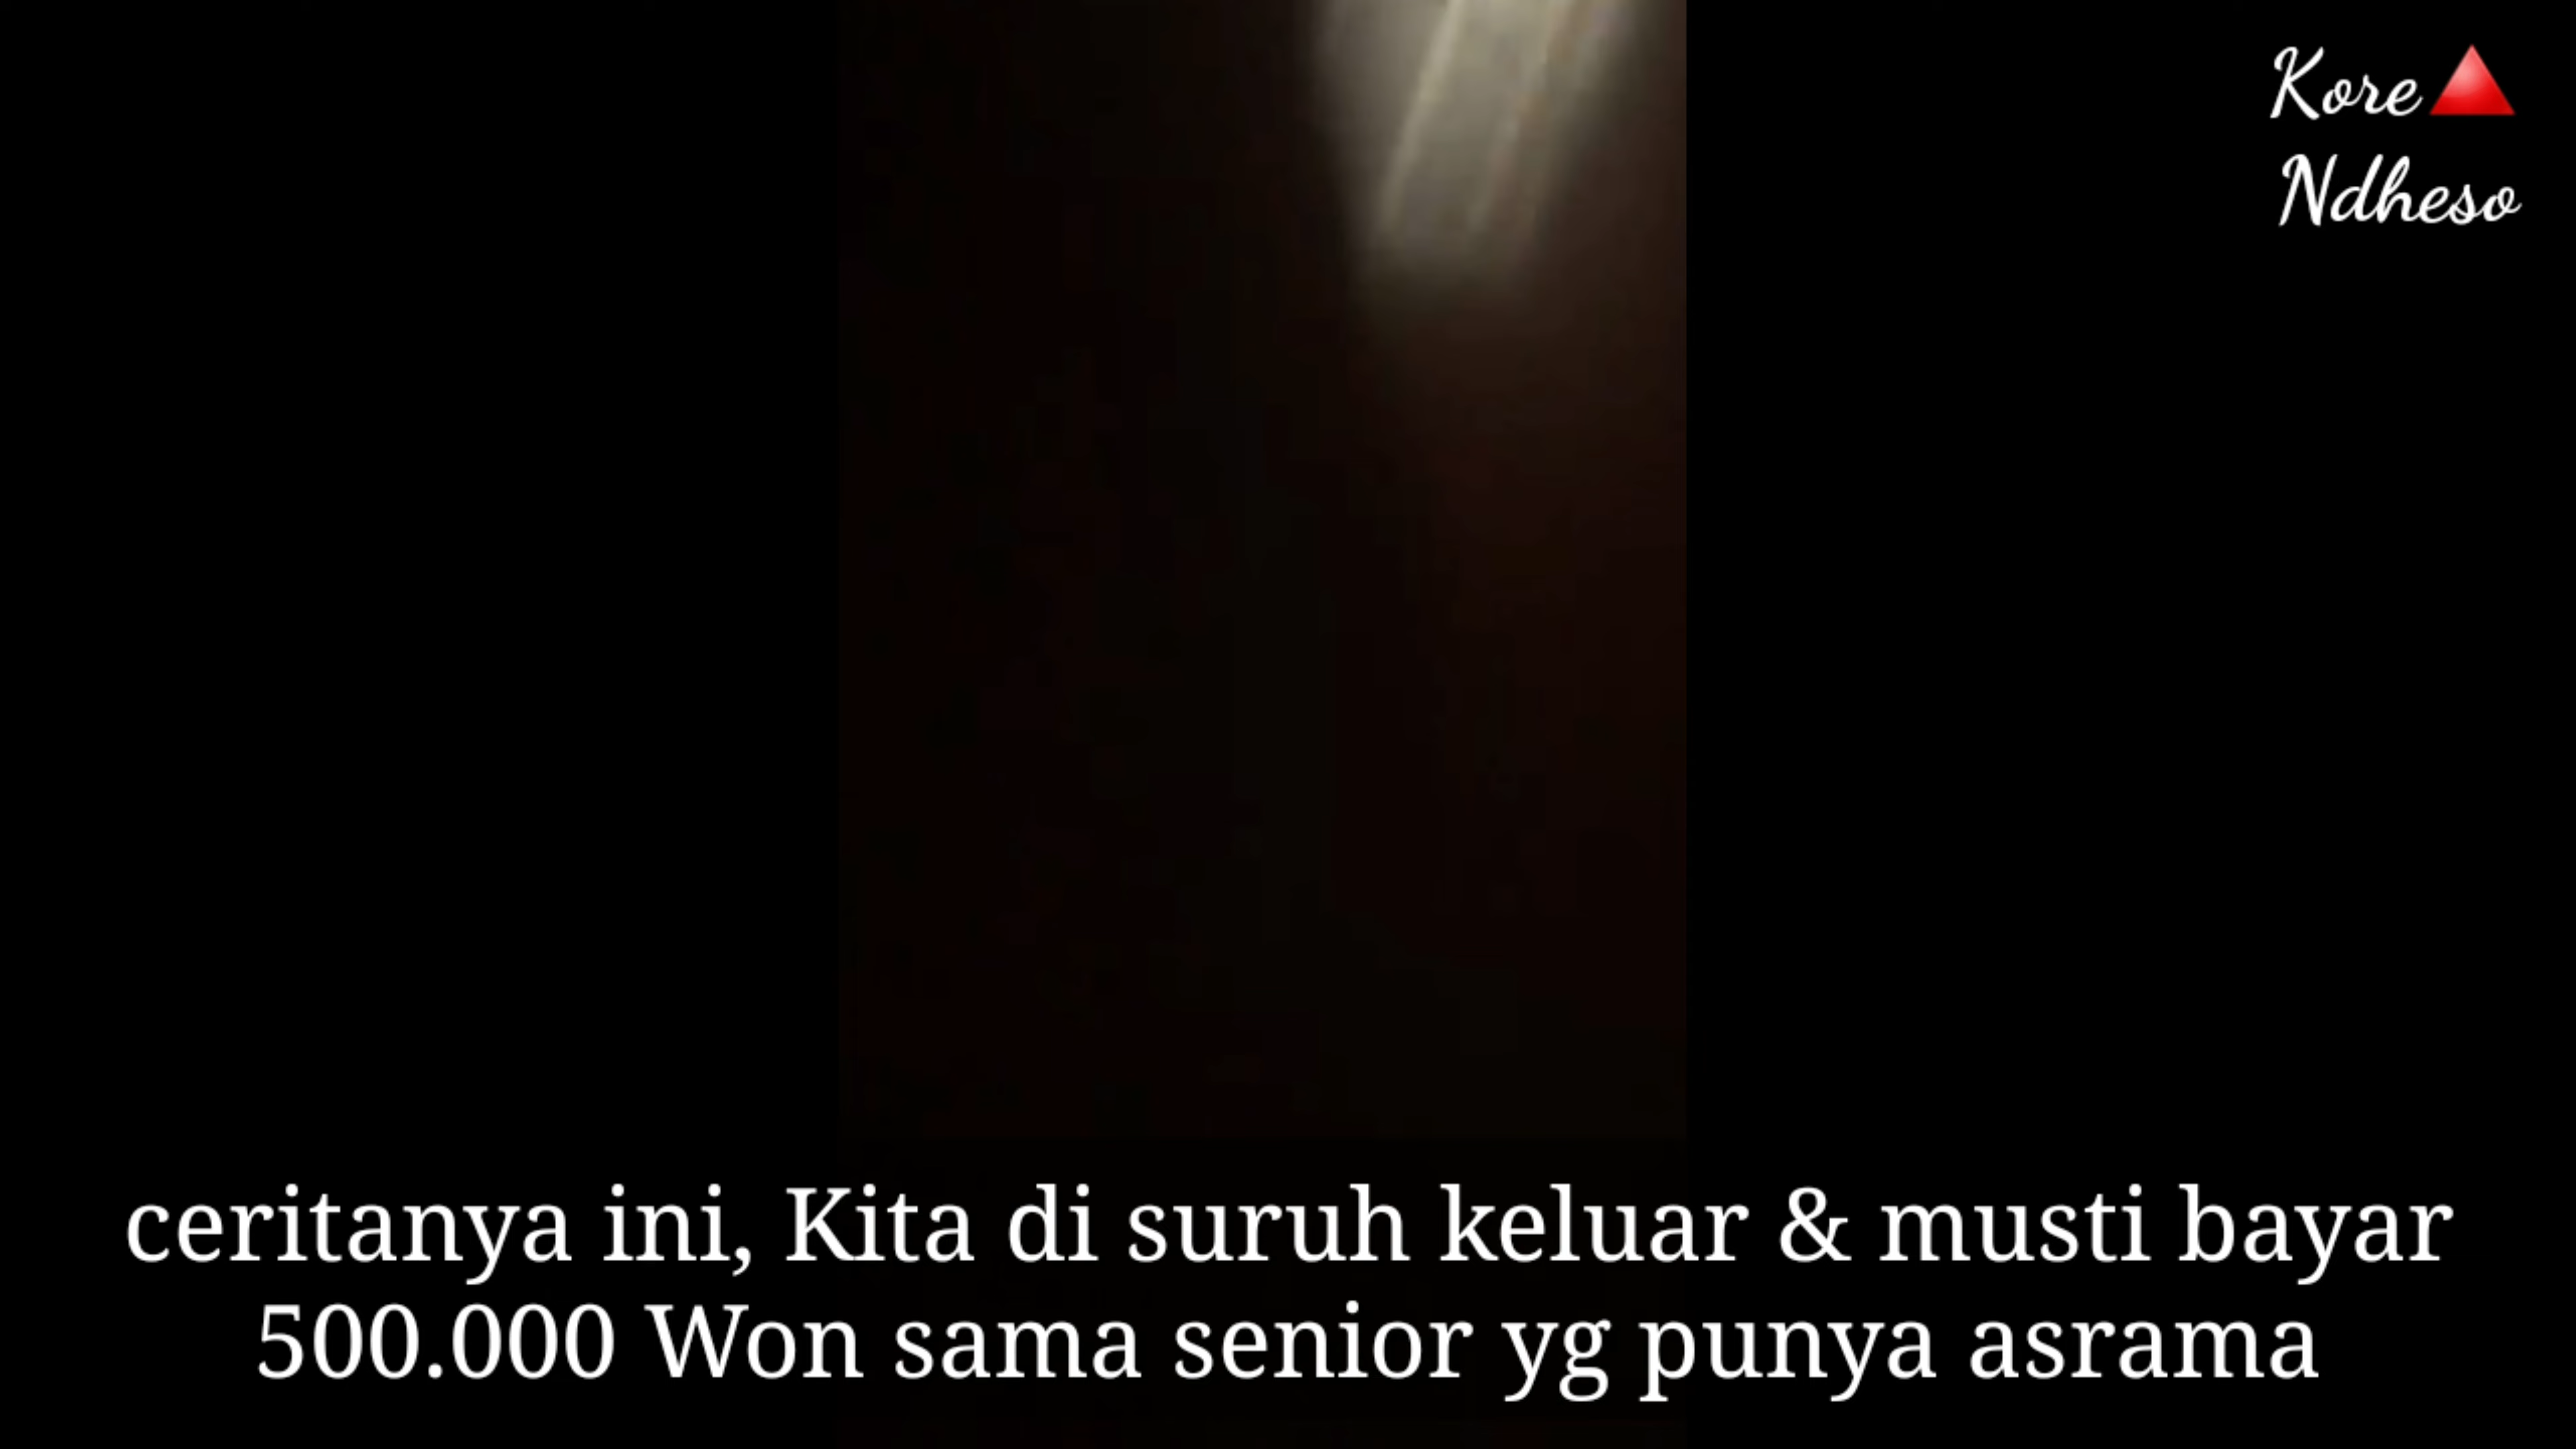 Kore
Ndheso
ceritanya ini, Kita di suruh keluar & musti bayar
500.000 Won sama senior yg punya asrama